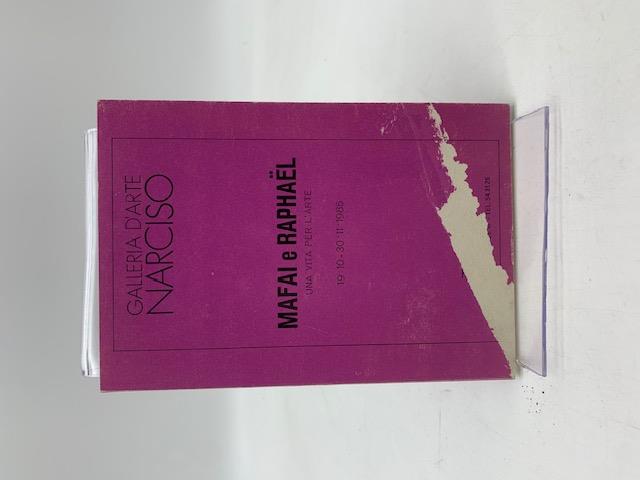 GALLERIA D'ARTE
NARCISO
MAFAI e RAPHAËL
UNA VITA PER L'ARTE
19·10-30·11·1985